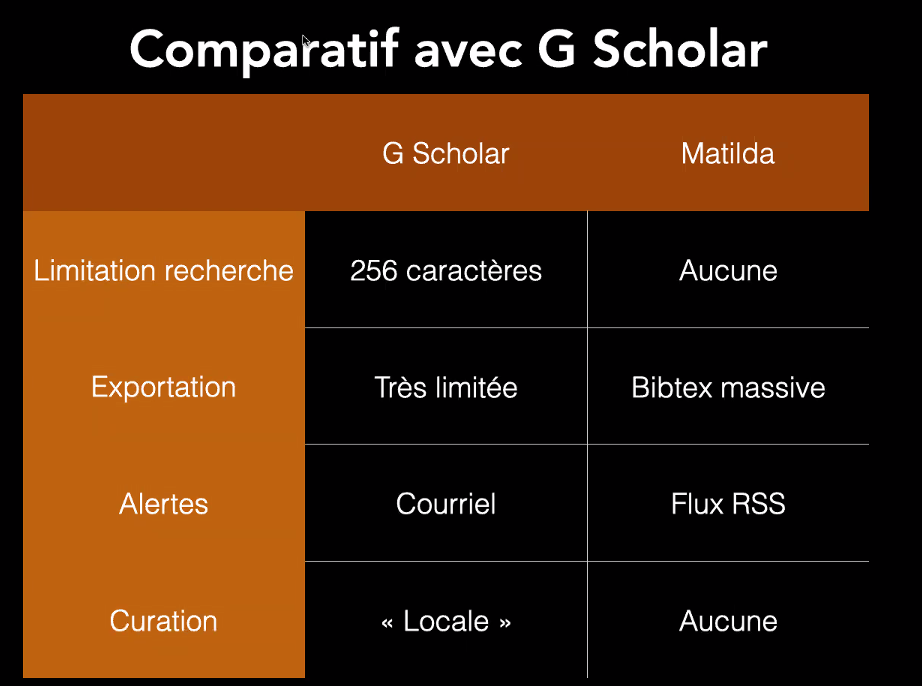 Comparatif avec G Scholar
G Scholar Matilda
Limitation recherche 256 caractères Aucune
Exportation Très limitée Bibtex massive
Alertes Courriel Flux RSS
Curation « Locale » Aucune